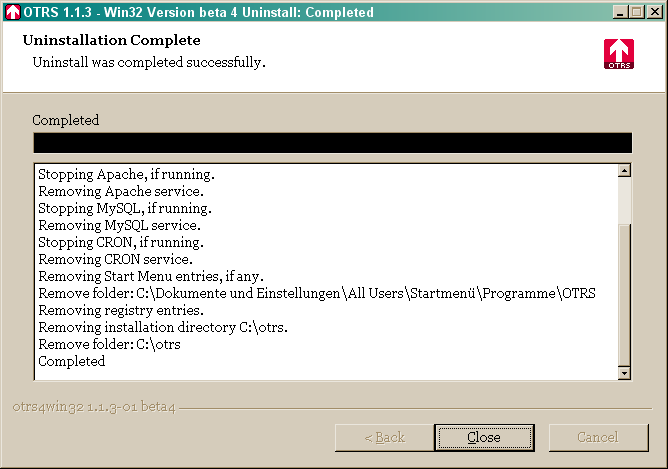 OTRS 1.1.3 - Win32 Version beta 4 Uninstall: Completed
Uninstallation Complete
Uninstall was completed successfully.
OTRS
Completed
Stopping Apache, if running.
Removing Apache service.
Stopping MySQL, if running.
Removing MySQL service.
Stopping CRON, if running.
Removing CRON service.
Removing Start Menu entries, if any.
Remove folder: C:\Dokumente und Einstellungen\All Users\Startmenü\Programme\OTRS
Removing registry entries.
Removing installation directory C:\otrs.
Remove folder: C:\otrs
Completed
otrs4win32 1.1.3-01 beta4
< Back Close Cancel